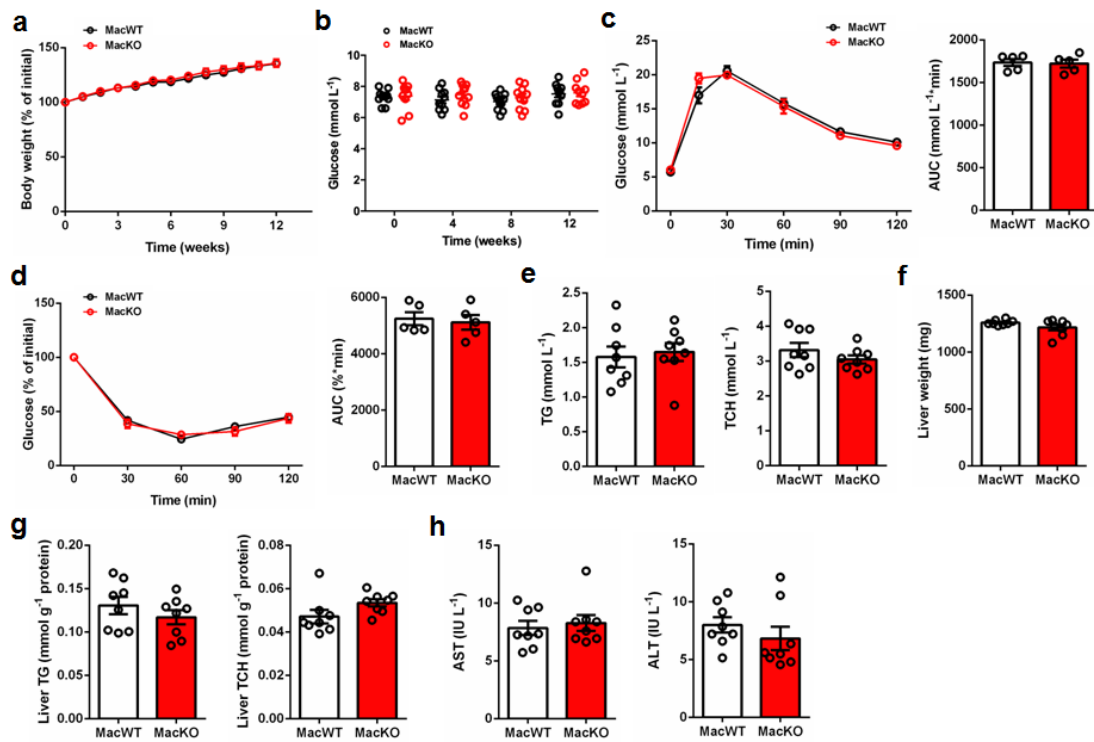 a
MacWT
MacKO
Body weight (% of initial)
150
100
50
0
0 3 6 9 12
Time (weeks)
b
MacWT
MacKO
Glucose (mmol L⁻¹)
10
8
6
4
2
0
0 4 8 12
Time (weeks)
c
MacWT
MacKO
Glucose (mmol L⁻¹)
25
20
15
10
5
0
0 30 60 90 120
Time (min)
AUC (mmol L⁻¹*min)
2000
1500
1000
500
0
MacWT MacKO
d
MacWT
MacKO
Glucose (% of initial)
150
100
50
0
0 30 60 90 120
Time (min)
AUC (%*min)
6000
4000
2000
0
MacWT MacKO
e
TG (mmol L⁻¹)
2.5
2.0
1.5
1.0
0.5
0.0
MacWT MacKO
TCH (mmol L⁻¹)
5
4
3
2
1
0
MacWT MacKO
f
Liver weight (mg)
1500
1000
500
0
MacWT MacKO
g
Liver TG (mmol g⁻¹ protein)
0.20
0.15
0.10
0.05
0.00
MacWT MacKO
Liver TCH (mmol g⁻¹ protein)
0.08
0.06
0.04
0.02
0.00
MacWT MacKO
h
AST (IU L⁻¹)
15
10
5
0
MacWT MacKO
ALT (IU L⁻¹)
15
10
5
0
MacWT MacKO